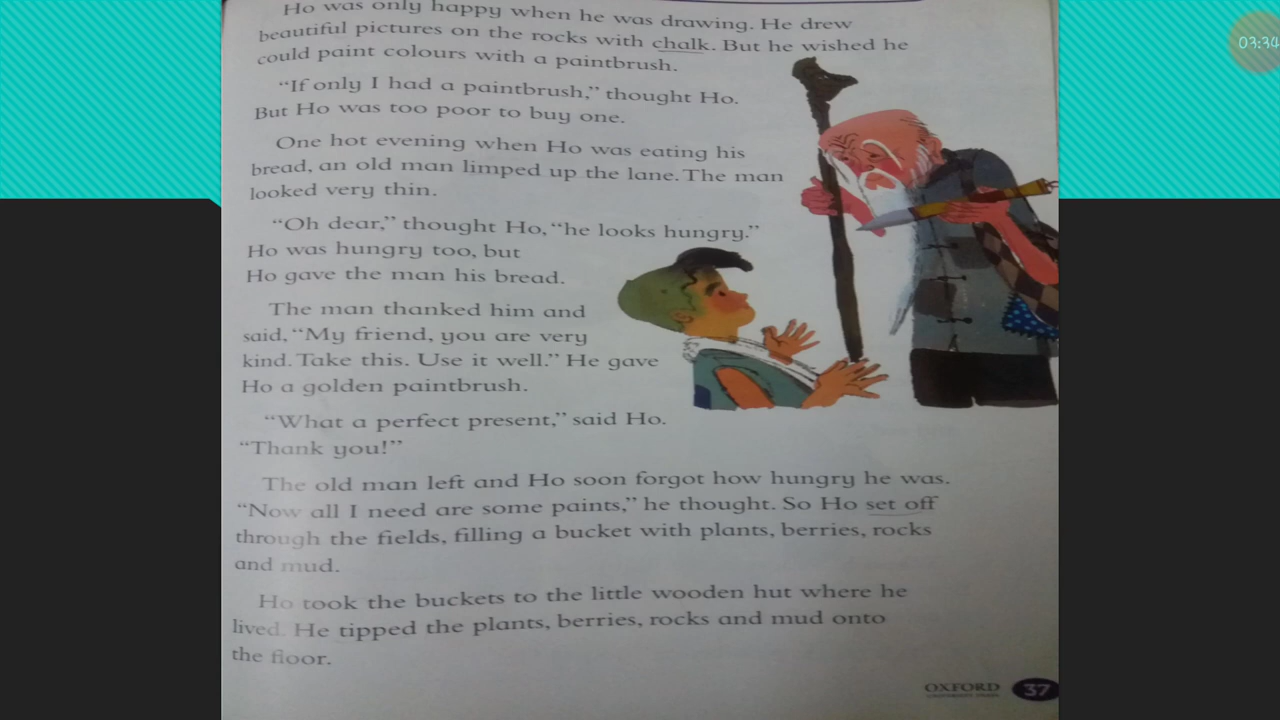 Ho was only happy when he was drawing. He drew
beautiful pictures on the rocks with chalk. But he wished he
could paint colours with a paintbrush.
“If only I had a paintbrush,” thought Ho.
But Ho was too poor to buy one.
One hot evening when Ho was eating his
bread, an old man limped up the lane. The man
looked very thin.
“Oh dear,” thought Ho, “he looks hungry.”
Ho was hungry too, but
Ho gave the man his bread.
The man thanked him and
said, “My friend, you are very
kind. Take this. Use it well.” He gave
Ho a golden paintbrush.
“What a perfect present,” said Ho.
“Thank you!”
The old man left and Ho soon forgot how hungry he was.
“Now all I need are some paints,” he thought. So Ho set off
through the fields, filling a bucket with plants, berries, rocks
and mud.
Ho took the buckets to the little wooden hut where he
lived. He tipped the plants, berries, rocks and mud onto
the floor.
OXFORD
37
03:34